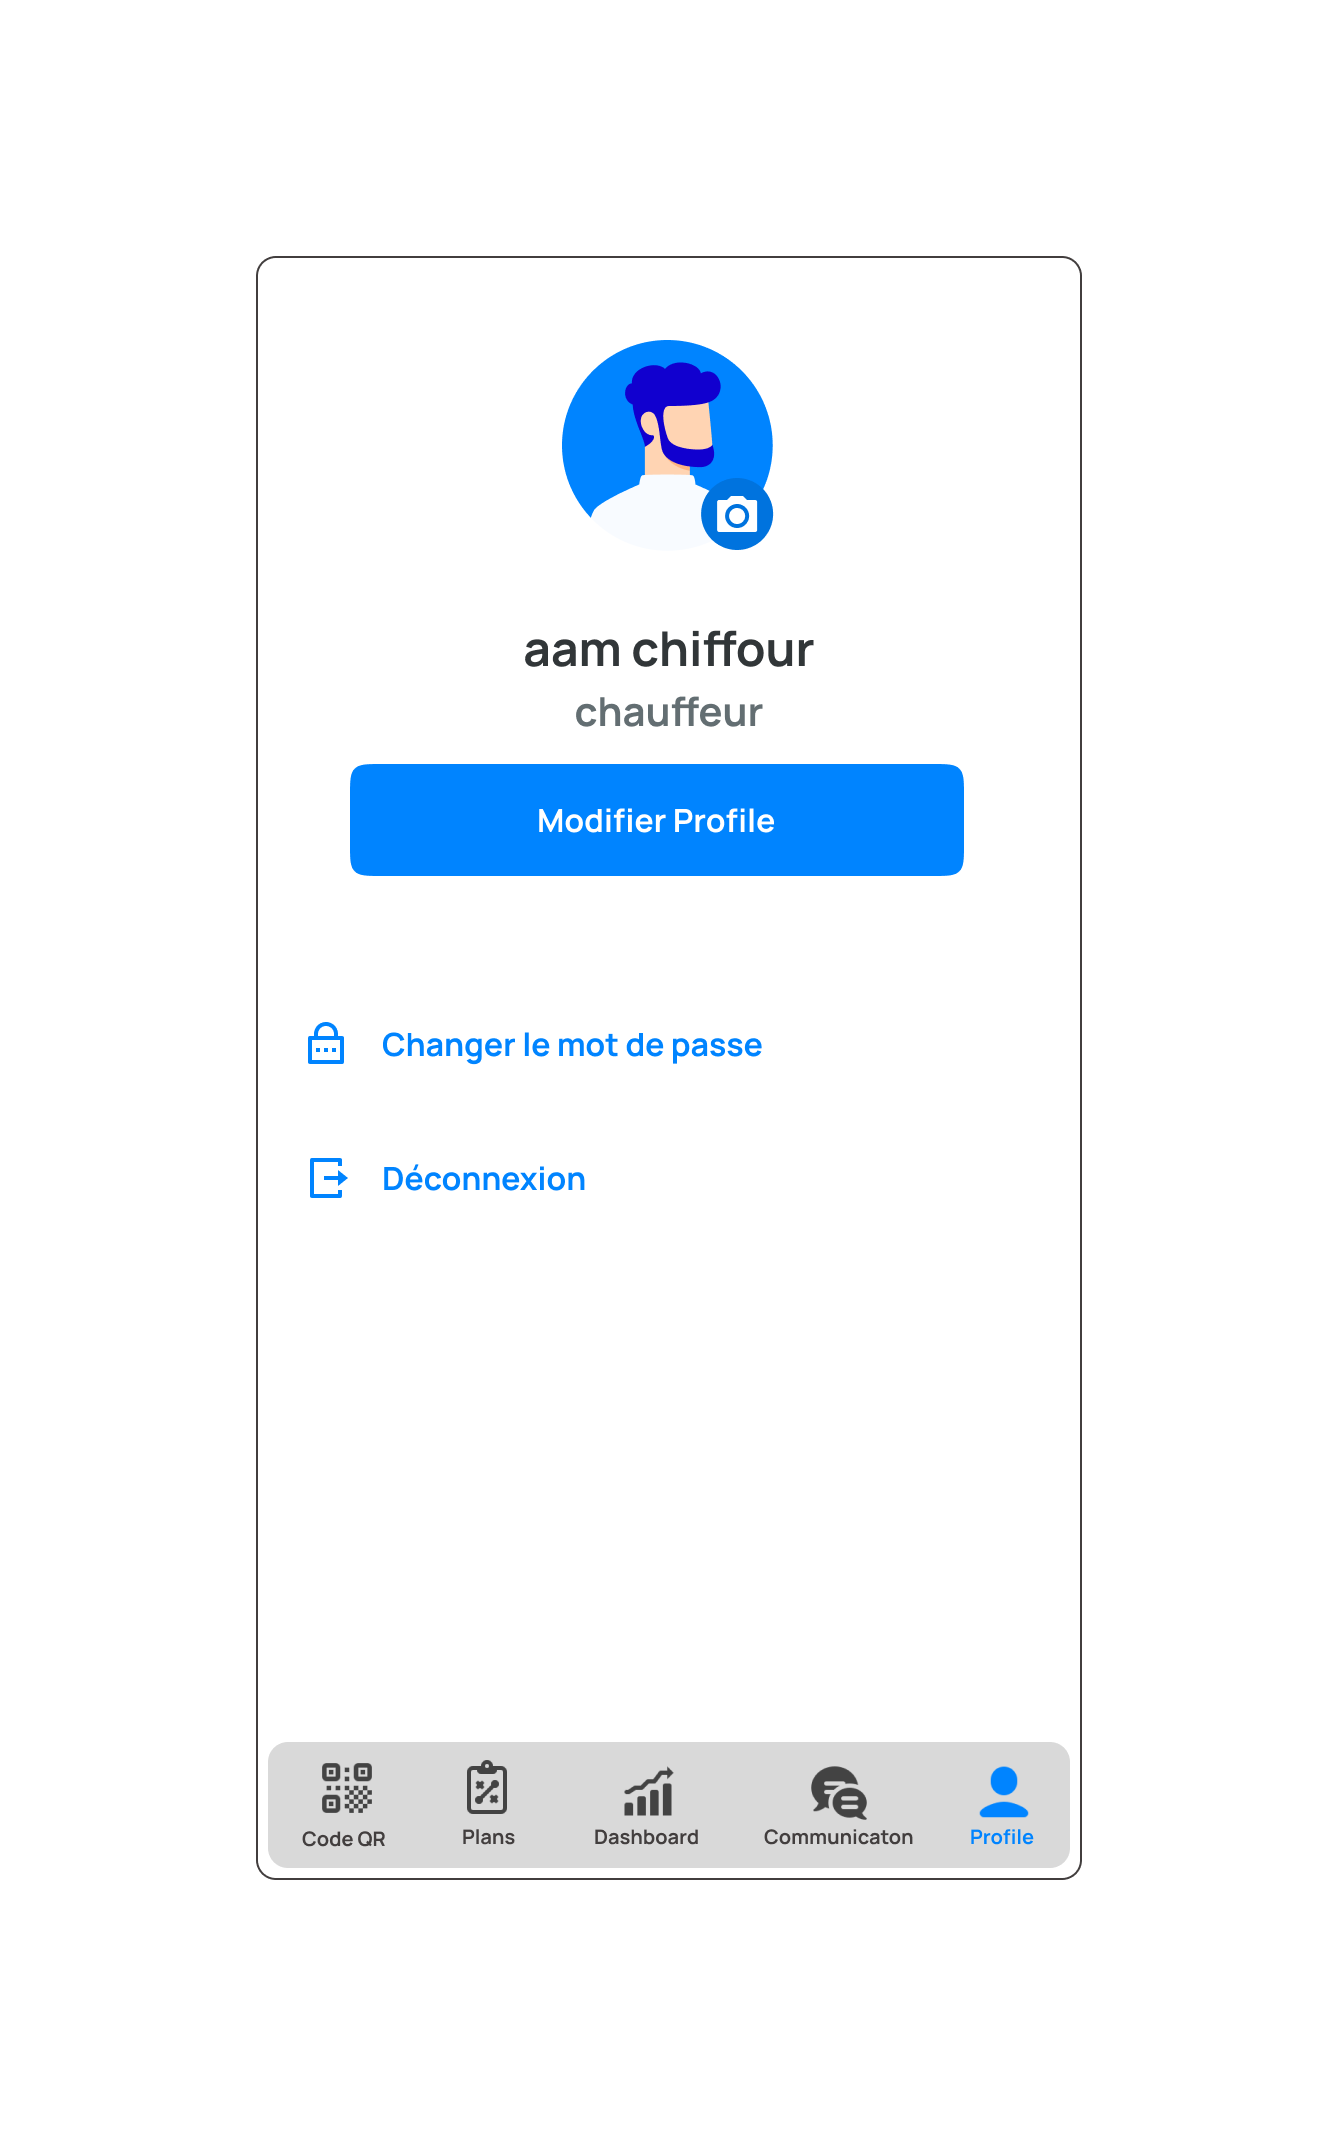 aam chiffour
chauffeur
Modifier Profile
Changer le mot de passe
Déconnexion
Code QR
Plans
Dashboard
Communicaton
Profile